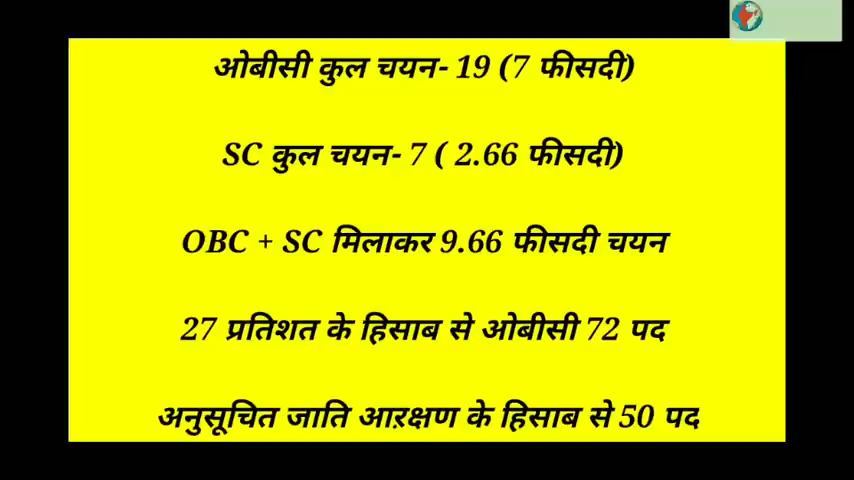 ओबीसी कुल चयन- 19 (7 फीसदी)
SC कुल चयन- 7 ( 2.66 फीसदी)
OBC + SC मिलाकर 9.66 फीसदी चयन
27 प्रतिशत के हिसाब से ओबीसी 72 पद
अनुसूचित जाति आऱक्षण के हिसाब से 50 पद